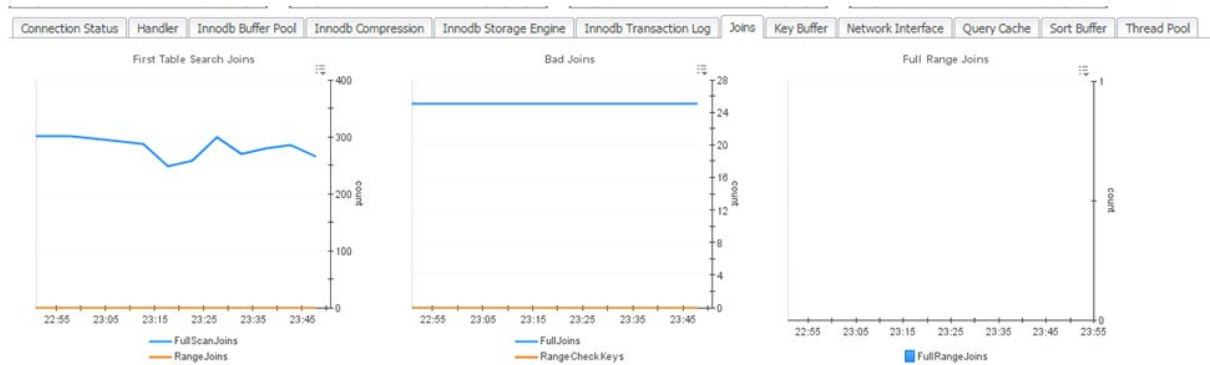 Connection Status Handler Innodb Buffer Pool Innodb Compression Innodb Storage Engine Innodb Transaction Log Joins Key Buffer Network Interface Query Cache Sort Buffer Thread Pool
First Table Search Joins
400
300
200
100
0
count
22:55 23:05 23:15 23:25 23:35 23:45
FullScanJoins
RangeJoins
Bad Joins
28
24
20
16
12
8
4
0
count
22:55 23:05 23:15 23:25 23:35 23:45
FullJoins
RangeCheckKeys
Full Range Joins
1
0
count
22:55 23:05 23:15 23:25 23:35 23:45 23:55
FullRangeJoins